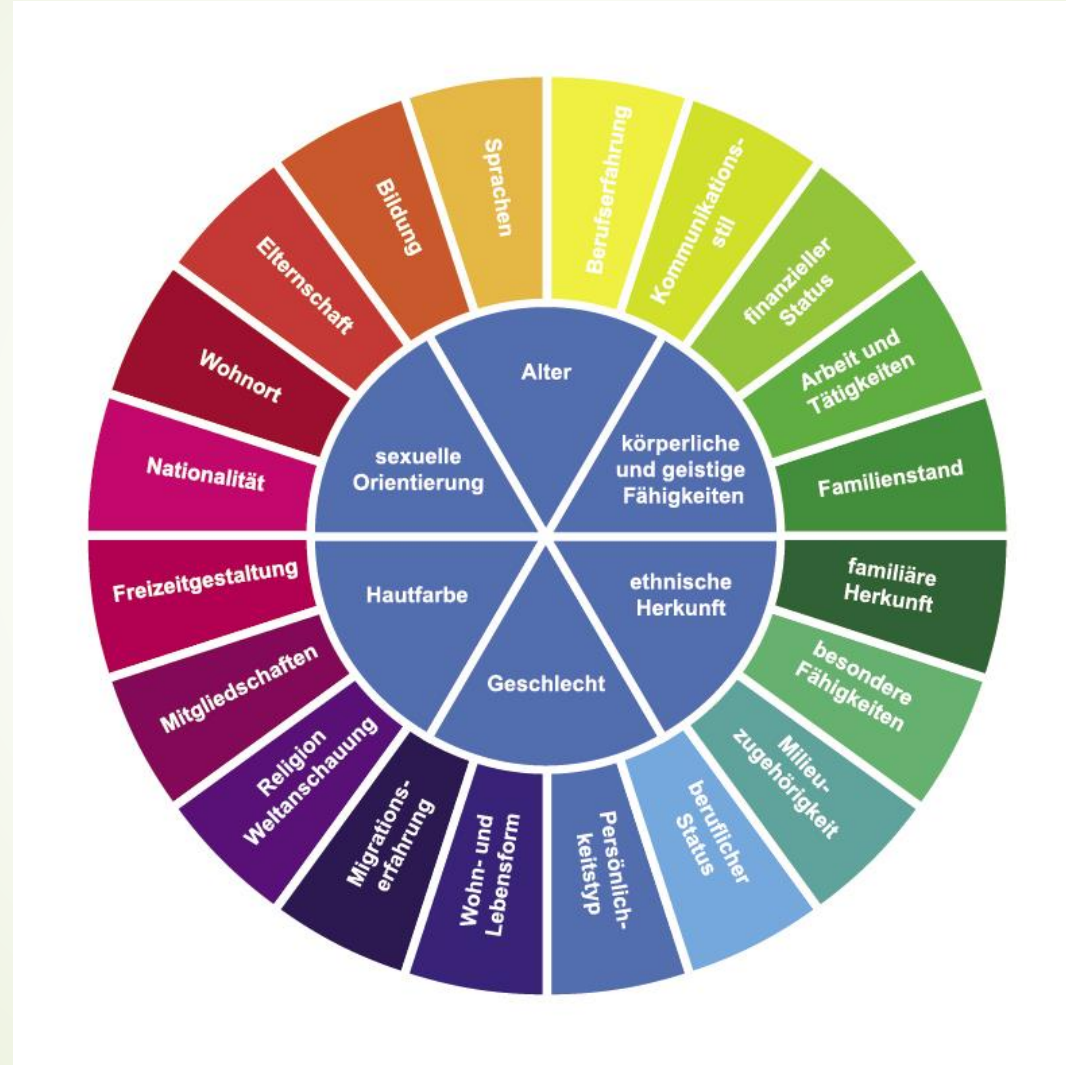 Berufserfahrung
Kommunikations-
stil
finanzieller
Status
Arbeit und
Tätigkeiten
Familienstand
familiäre
Herkunft
besondere
Fähigkeiten
Milieu-
zugehörigkeit
beruflicher
Status
Persönlich-
keitstyp
Wohn- und
Lebensform
Migrations-
erfahrung
Religion
Weltanschauung
Mitgliedschaften
Freizeitgestaltung
Nationalität
Wohnort
Elternschaft
Bildung
Sprachen
Alter
körperliche
und geistige
Fähigkeiten
ethnische
Herkunft
Geschlecht
Hautfarbe
sexuelle
Orientierung